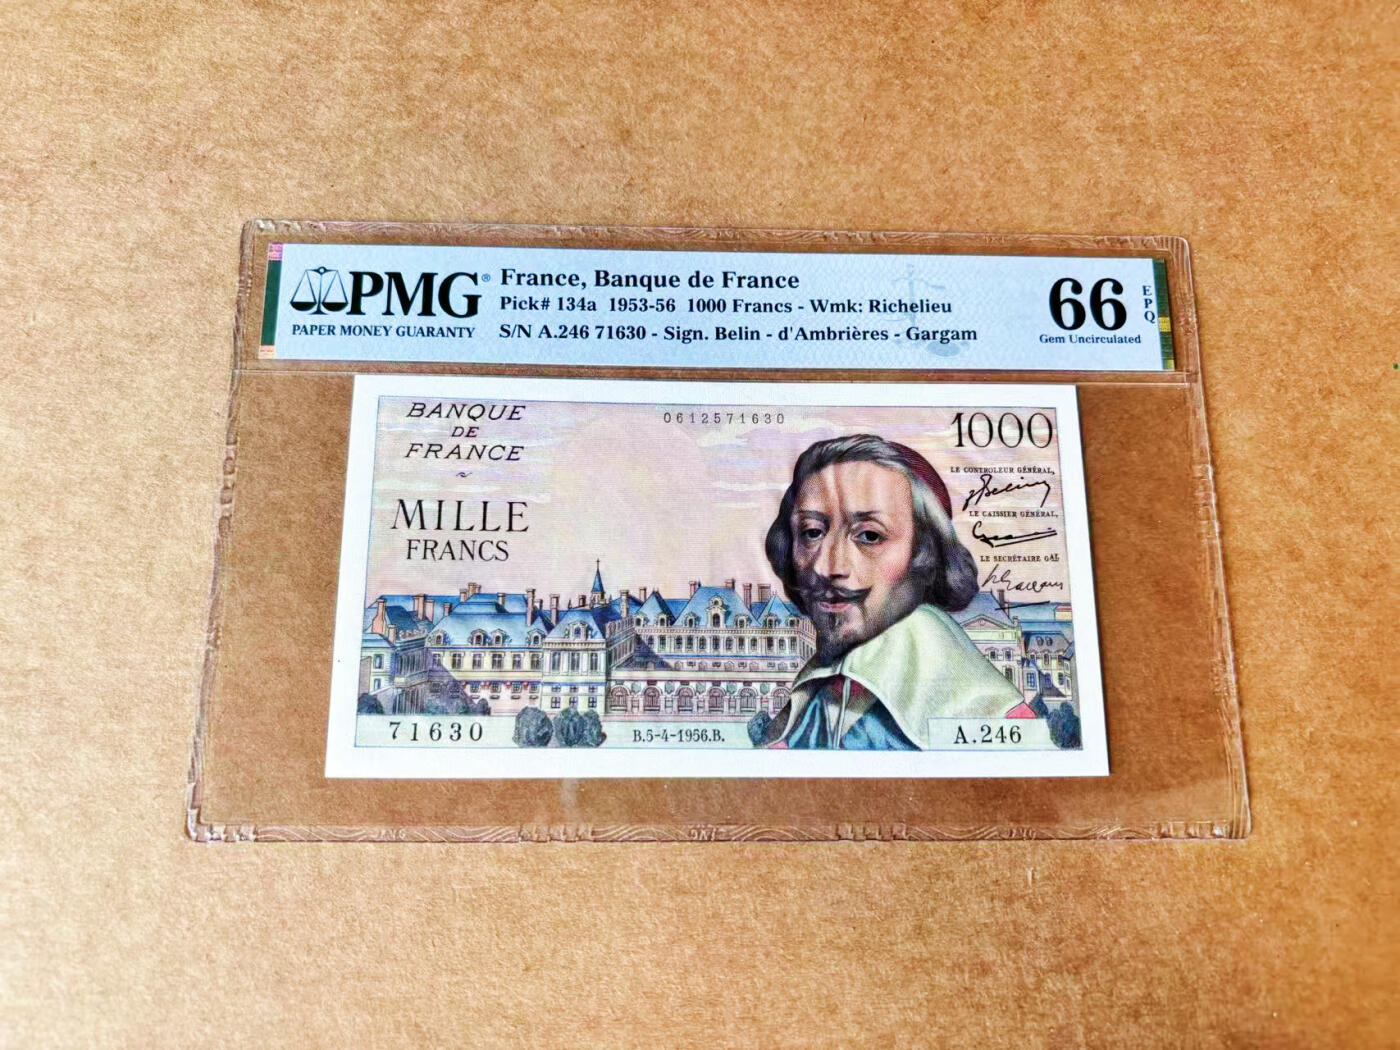 PMG®
PAPER MONEY GUARANTY
France, Banque de France
Pick# 134a 1953-56 1000 Francs - Wmk: Richelieu
S/N A.246 71630 - Sign. Belin - d'Ambrières - Gargam
66
EPQ
Gem Uncirculated
BANQUE
DE
FRANCE
MILLE
FRANCS
0612571630
1000
LE CONTROLEUR GÉNÉRAL,
LE CAISSIER GÉNÉRAL,
LE SECRÉTAIRE GAL
71630
B.5-4-1956.B.
A.246